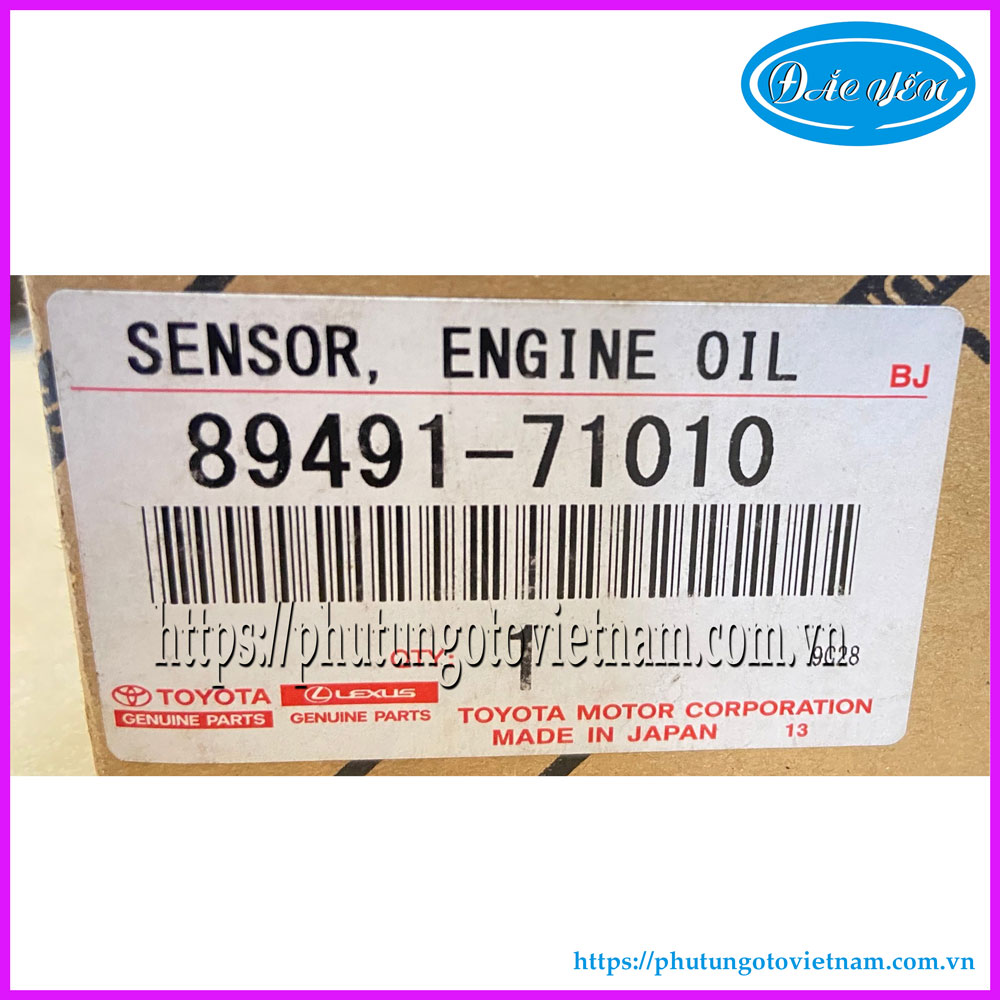 ĐẮC YẾN
SENSOR, ENGINE OIL
BJ
89491-71010
https://phutungotovietnam.com.vn
QTY: 1
9C28
TOYOTA
GENUINE PARTS
LEXUS
GENUINE PARTS
TOYOTA MOTOR CORPORATION
MADE IN JAPAN 13
https://phutungotovietnam.com.vn